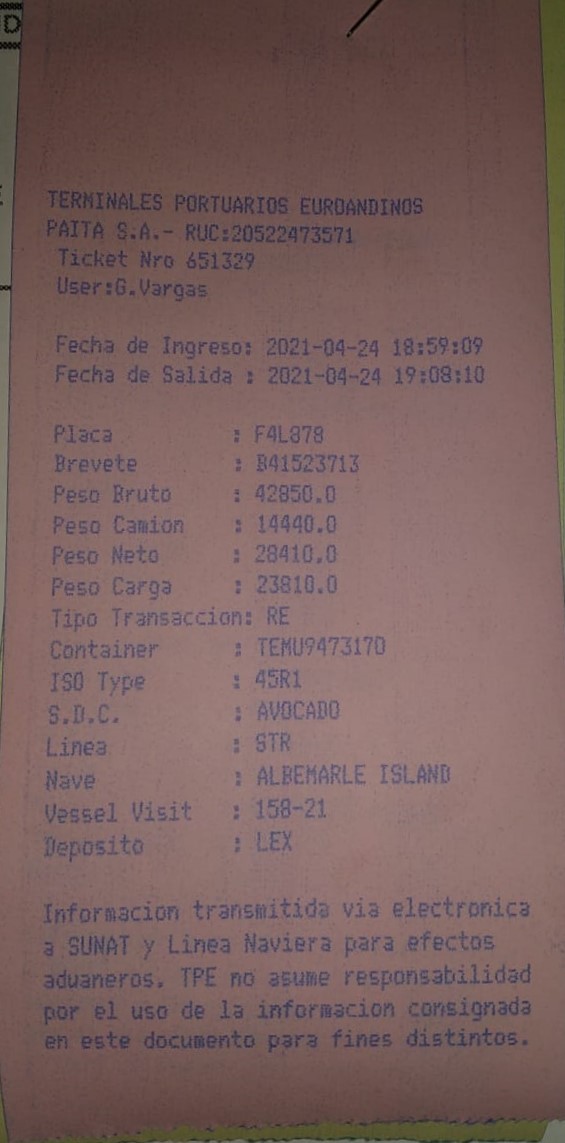 TERMINALES PORTUARIOS EUROANDINOS
PAITA S.A.- RUC:20522473571
Ticket Nro 651329
User:G.Vargas
Fecha de Ingreso: 2021-04-24 18:59:09
Fecha de Salida : 2021-04-24 19:08:10
Placa : F4L878
Brevete : B41523713
Peso Bruto : 42850.0
Peso Camion : 14440.0
Peso Neto : 28410.0
Peso Carga : 23810.0
Tipo Transaccion: RE
Container : TEMU9473170
ISO Type : 45R1
S.D.C. : AVOCADO
Linea : STR
Nave : ALBEMARLE ISLAND
Vessel Visit : 158-21
Deposito : LEX
Informacion transmitida via electronica
a SUNAT y Linea Naviera para efectos
aduaneros. TPE no asume responsabilidad
por el uso de la informacion consignada
en este documento para fines distintos.